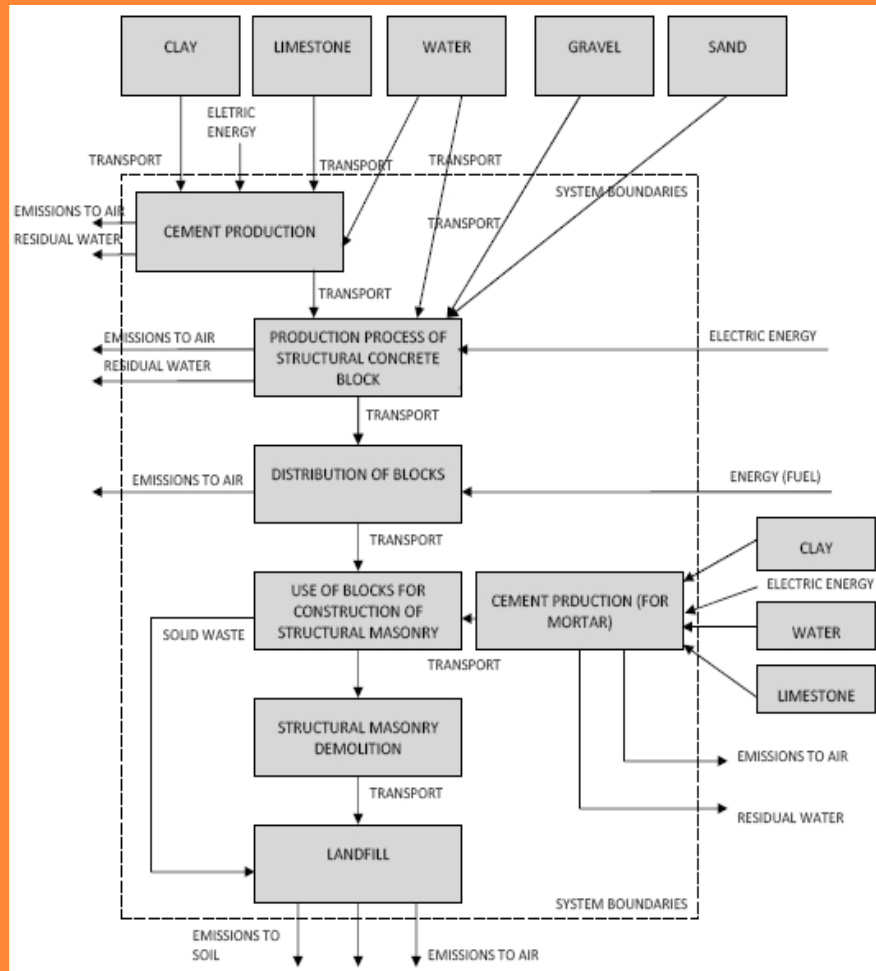 CLAY
LIMESTONE
WATER
GRAVEL
SAND
ELETRIC
ENERGY
TRANSPORT
TRANSPORT
TRANSPORT
SYSTEM BOUNDARIES
EMISSIONS TO AIR
RESIDUAL WATER
CEMENT PRODUCTION
TRANSPORT
TRANSPORT
EMISSIONS TO AIR
RESIDUAL WATER
PRODUCTION PROCESS OF
STRUCTURAL CONCRETE
BLOCK
ELECTRIC ENERGY
TRANSPORT
EMISSIONS TO AIR
DISTRIBUTION OF BLOCKS
ENERGY (FUEL)
TRANSPORT
CLAY
USE OF BLOCKS FOR
CONSTRUCTION OF
STRUCTURAL MASONRY
CEMENT PRDUCTION (FOR
MORTAR)
ELECTRIC ENERGY
WATER
LIMESTONE
SOLID WASTE
TRANSPORT
STRUCTURAL MASONRY
DEMOLITION
EMISSIONS TO AIR
TRANSPORT
RESIDUAL WATER
LANDFILL
SYSTEM BOUNDARIES
EMISSIONS TO
SOIL
EMISSIONS TO AIR